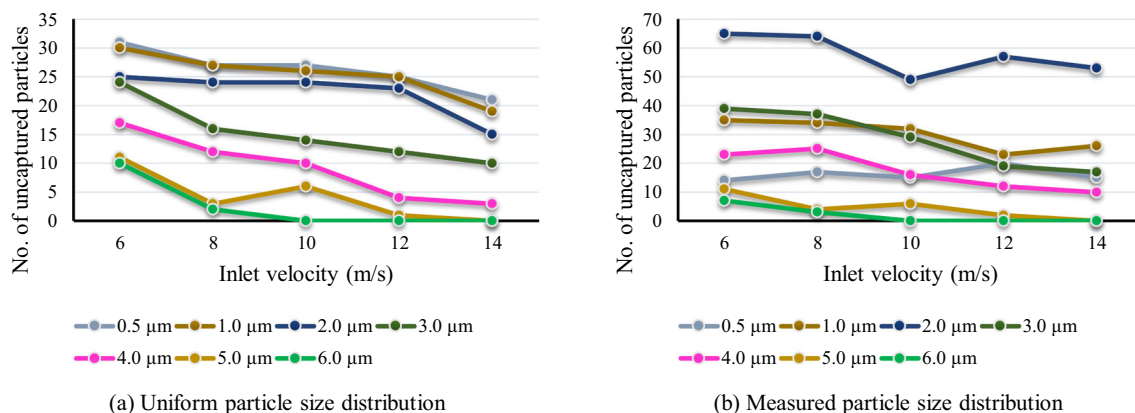 No. of uncaptured particles
35
30
25
20
15
10
5
0
6 8 10 12 14
Inlet velocity (m/s)
0.5 µm 1.0 µm 2.0 µm 3.0 µm
4.0 µm 5.0 µm 6.0 µm
(a) Uniform particle size distribution
No. of uncaptured particles
70
60
50
40
30
20
10
0
6 8 10 12 14
Inlet velocity (m/s)
0.5 µm 1.0 µm 2.0 µm 3.0 µm
4.0 µm 5.0 µm 6.0 µm
(b) Measured particle size distribution